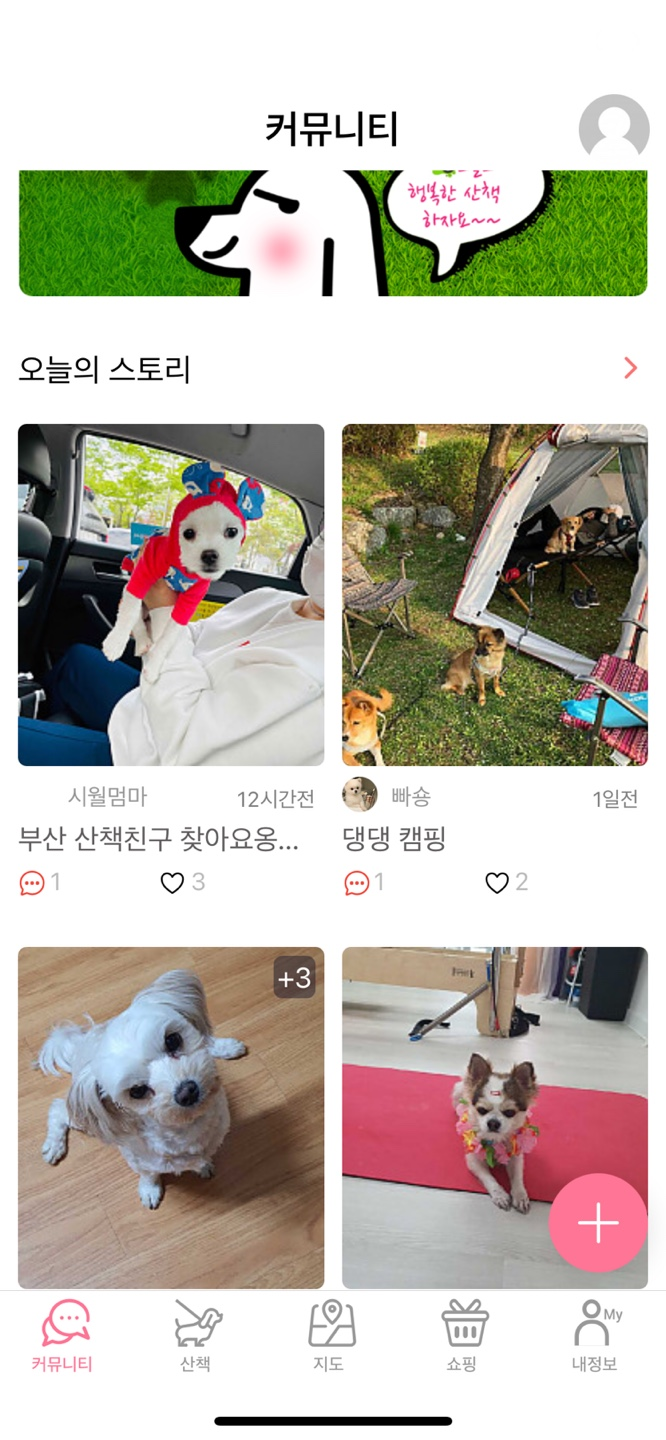 커뮤니티
행복한 산책
하자요~~
오늘의 스토리
시월멈마 12시간전
빠숑 1일전
부산 산책친구 찾아요옹...
댕댕 캠핑
1 3
1 2
+3
커뮤니티
산책
지도
쇼핑
My
내정보